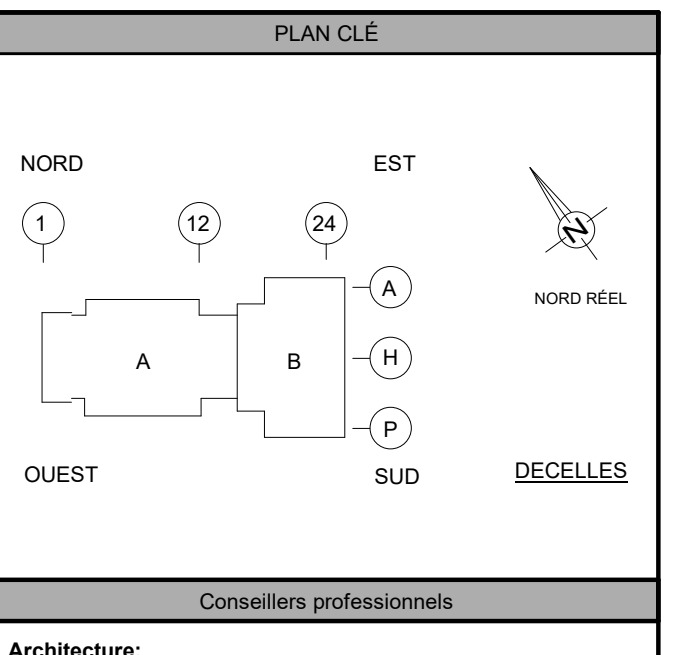 PLAN CLÉ
NORD
EST
1
12
24
N
A
NORD RÉEL
A
B
H
P
OUEST
SUD
DECELLES
Conseillers professionnels
Architecture: